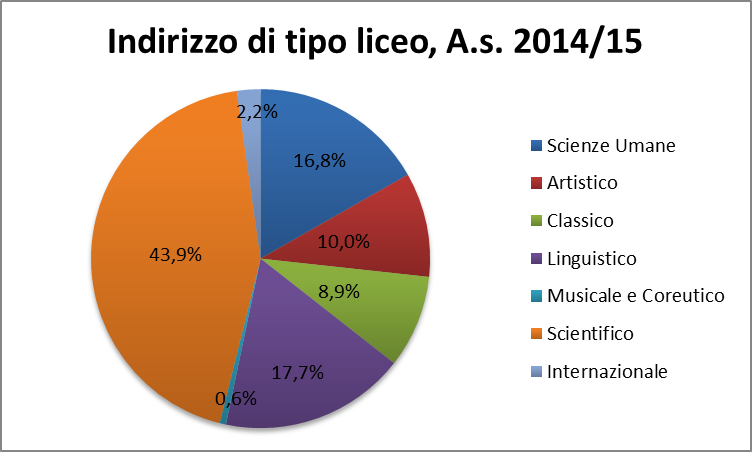 Indirizzo di tipo liceo, A.s. 2014/15
2,2%
16,8%
10,0%
8,9%
17,7%
0,6%
43,9%
Scienze Umane
Artistico
Classico
Linguistico
Musicale e Coreutico
Scientifico
Internazionale